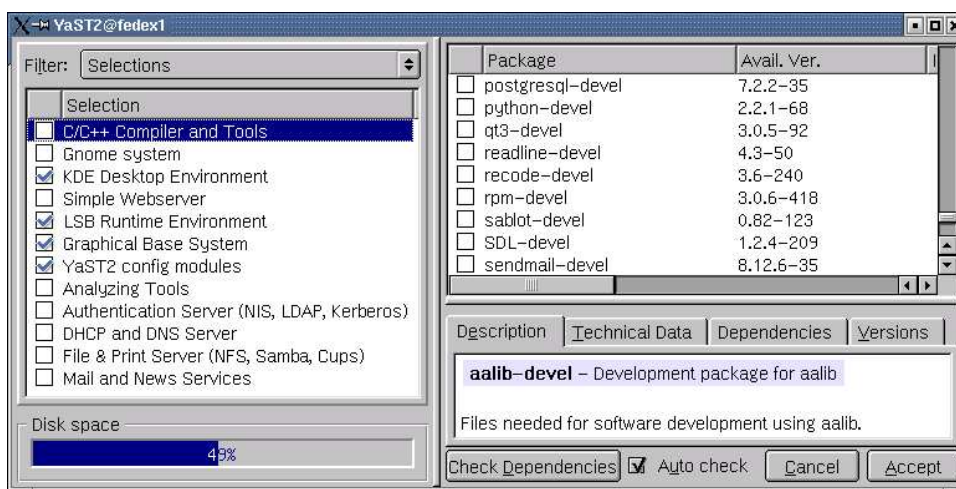 YaST2@fedex1
Filter: Selections
Selection
C/C++ Compiler and Tools
Gnome system
KDE Desktop Environment
Simple Webserver
LSB Runtime Environment
Graphical Base System
YaST2 config modules
Analyzing Tools
Authentication Server (NIS, LDAP, Kerberos)
DHCP and DNS Server
File & Print Server (NFS, Samba, Cups)
Mail and News Services
Disk space
49%
Package Avail. Ver.
postgresql-devel 7.2.2-35
python-devel 2.2.1-68
qt3-devel 3.0.5-92
readline-devel 4.3-50
recode-devel 3.6-240
rpm-devel 3.0.6-418
sablot-devel 0.82-123
SDL-devel 1.2.4-209
sendmail-devel 8.12.6-35
Description Technical Data Dependencies Versions
aalib-devel - Development package for aalib
Files needed for software development using aalib.
Check Dependencies Auto check Cancel Accept